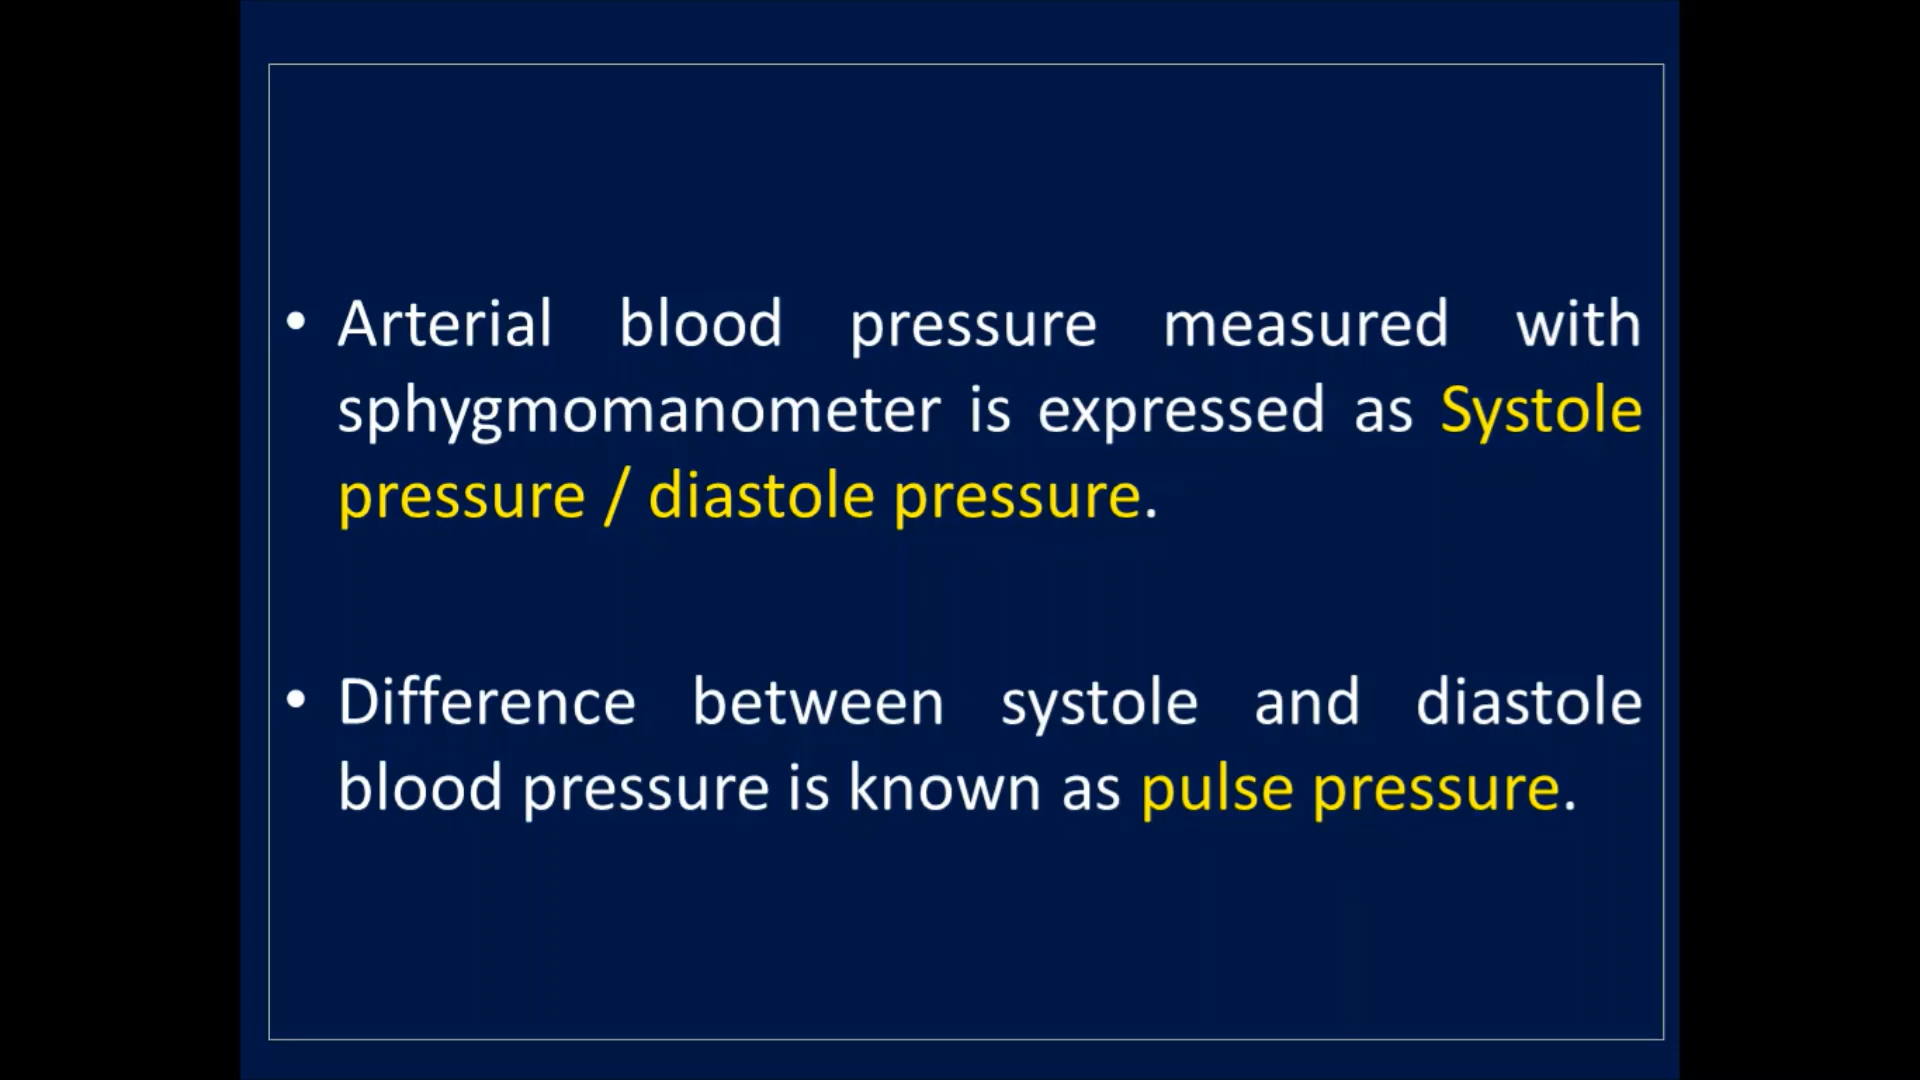 • Arterial blood pressure measured with
sphygmomanometer is expressed as Systole
pressure / diastole pressure.
• Difference between systole and diastole
blood pressure is known as pulse pressure.